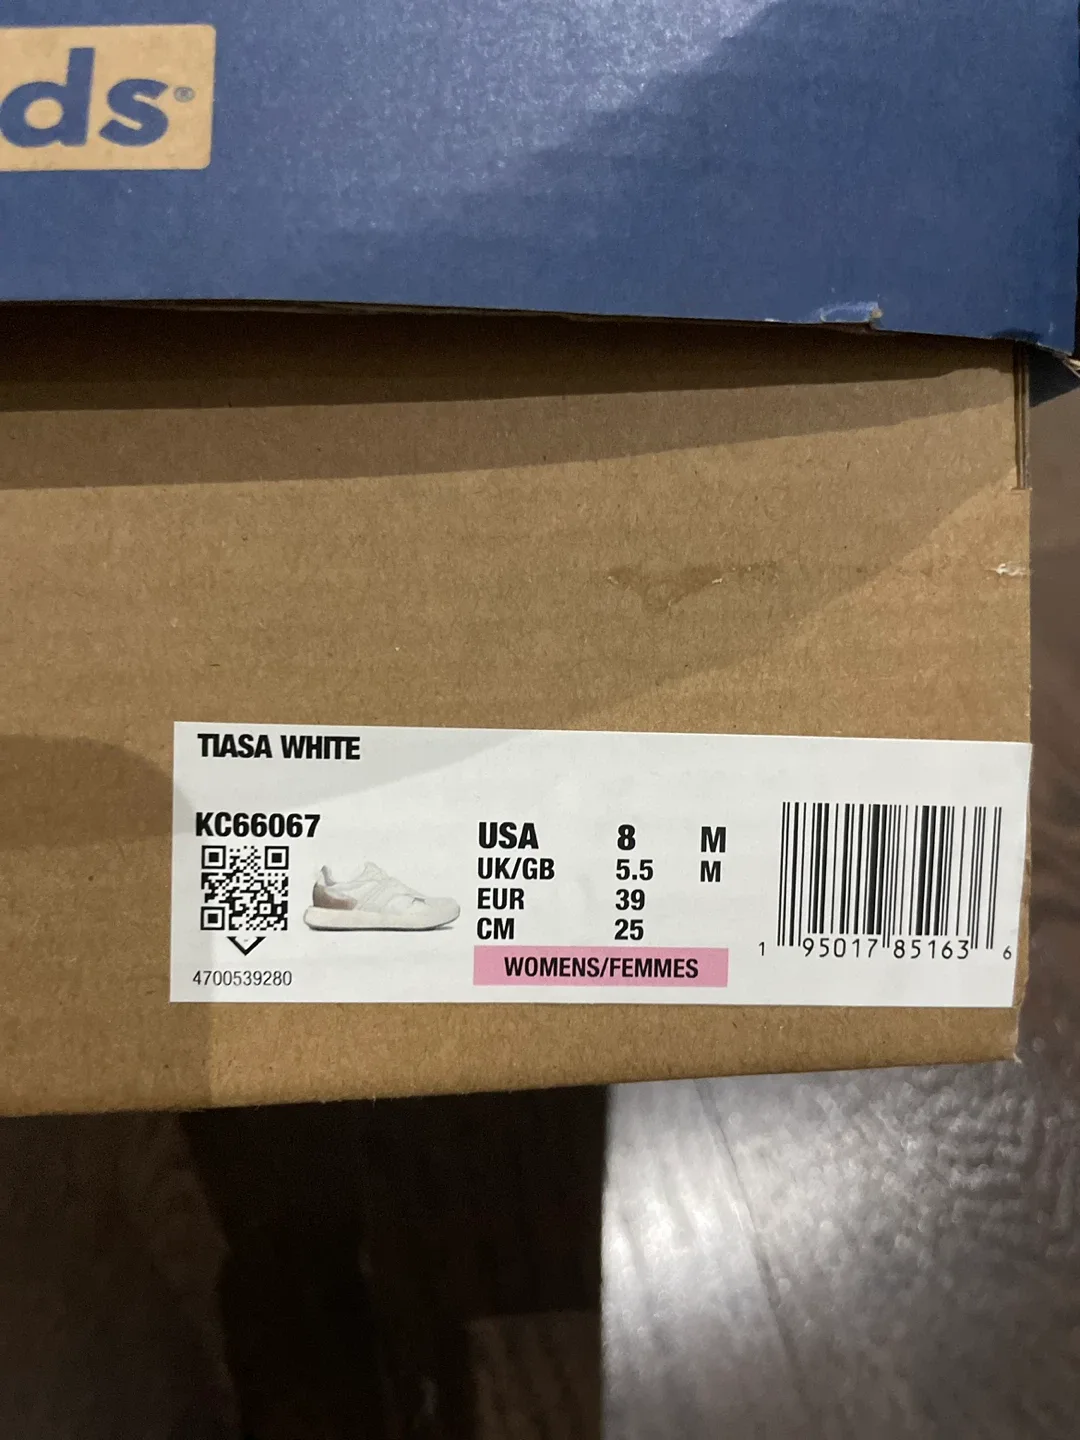 ds®
TIASA WHITE
KC66067
USA 8 M
UK/GB 5.5 M
EUR 39
CM 25
WOMENS/FEMMES
4700539280
1 95017 85163 6